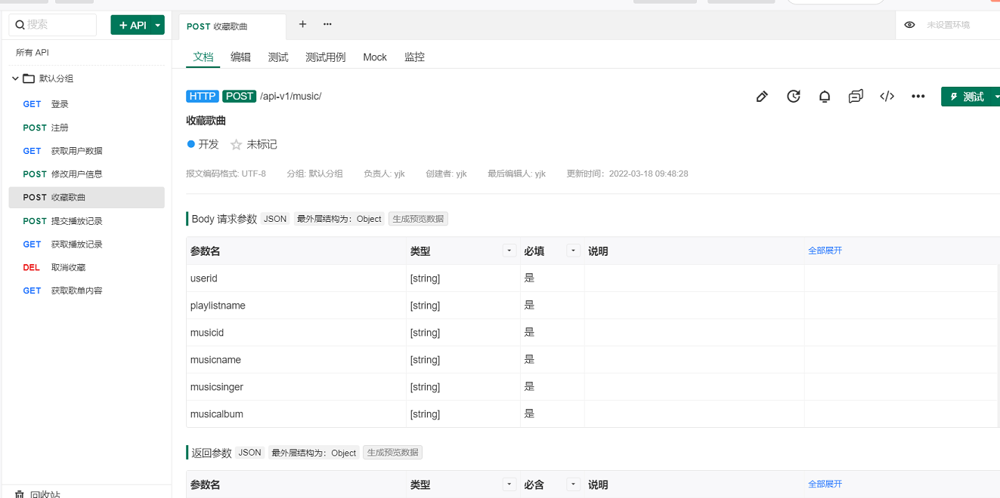 搜索
+ API
POST 收藏歌曲
+
···
未设置环境
所有 API
文档 编辑 测试 测试用例 Mock 监控
默认分组
GET 登录
POST 注册
GET 获取用户数据
POST 修改用户信息
POST 收藏歌曲
POST 提交播放记录
GET 获取播放记录
DEL 取消收藏
GET 获取歌单内容
回收站
HTTP POST /api-v1/music/
测试
收藏歌曲
开发 未标记
报文编码格式: UTF-8 分组: 默认分组 负责人: yjk 创建者: yjk 最后编辑人: yjk 更新时间: 2022-03-18 09:48:28
Body 请求参数 JSON 最外层结构为: Object 生成预览数据
参数名 类型 必填 说明 全部展开
userid [string] 是
playlistname [string] 是
musicid [string] 是
musicname [string] 是
musicsinger [string] 是
musicalbum [string] 是
返回参数 JSON 最外层结构为: Object 生成预览数据
参数名 类型 必含 说明 全部展开